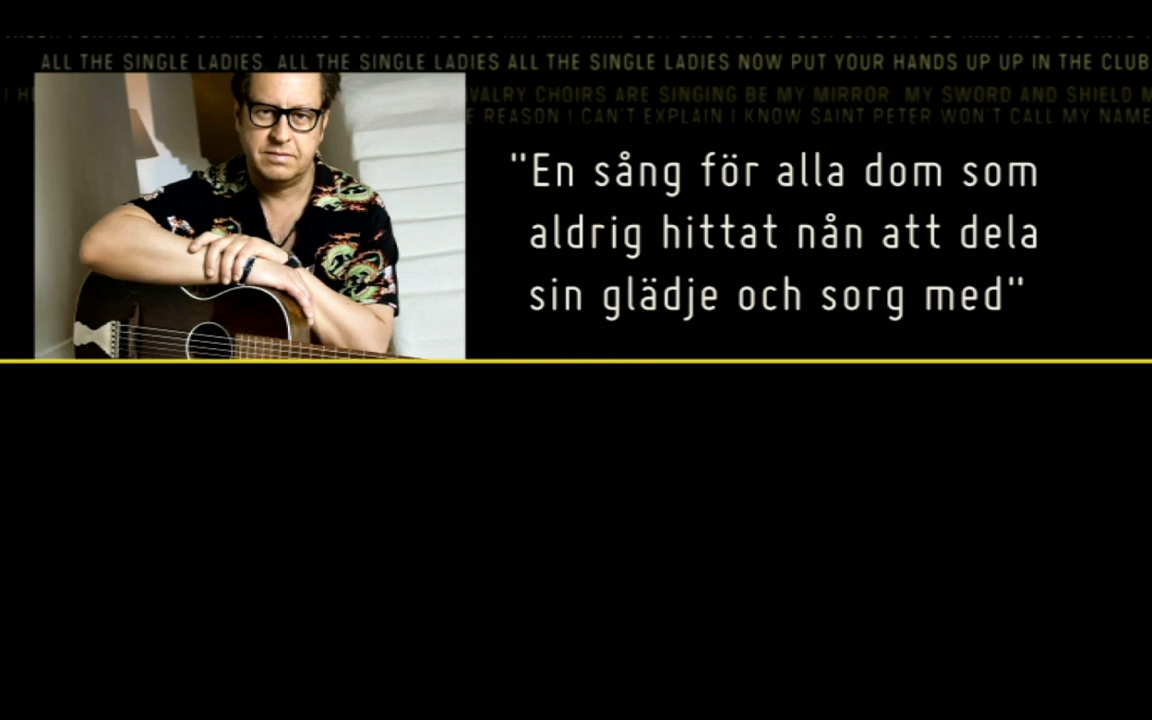 ALL THE SINGLE LADIES, ALL THE SINGLE LADIES ALL THE SINGLE LADIES NOW PUT YOUR HANDS UP UP IN THE CLUB
I CHOIRS ARE SINGING BE MY MIRROR, MY SWORD AND SHIELD
REASON I CAN'T EXPLAIN I KNOW SAINT PETER WON'T CALL MY NAME
"En sång för alla dom som
aldrig hittat nån att dela
sin glädje och sorg med"